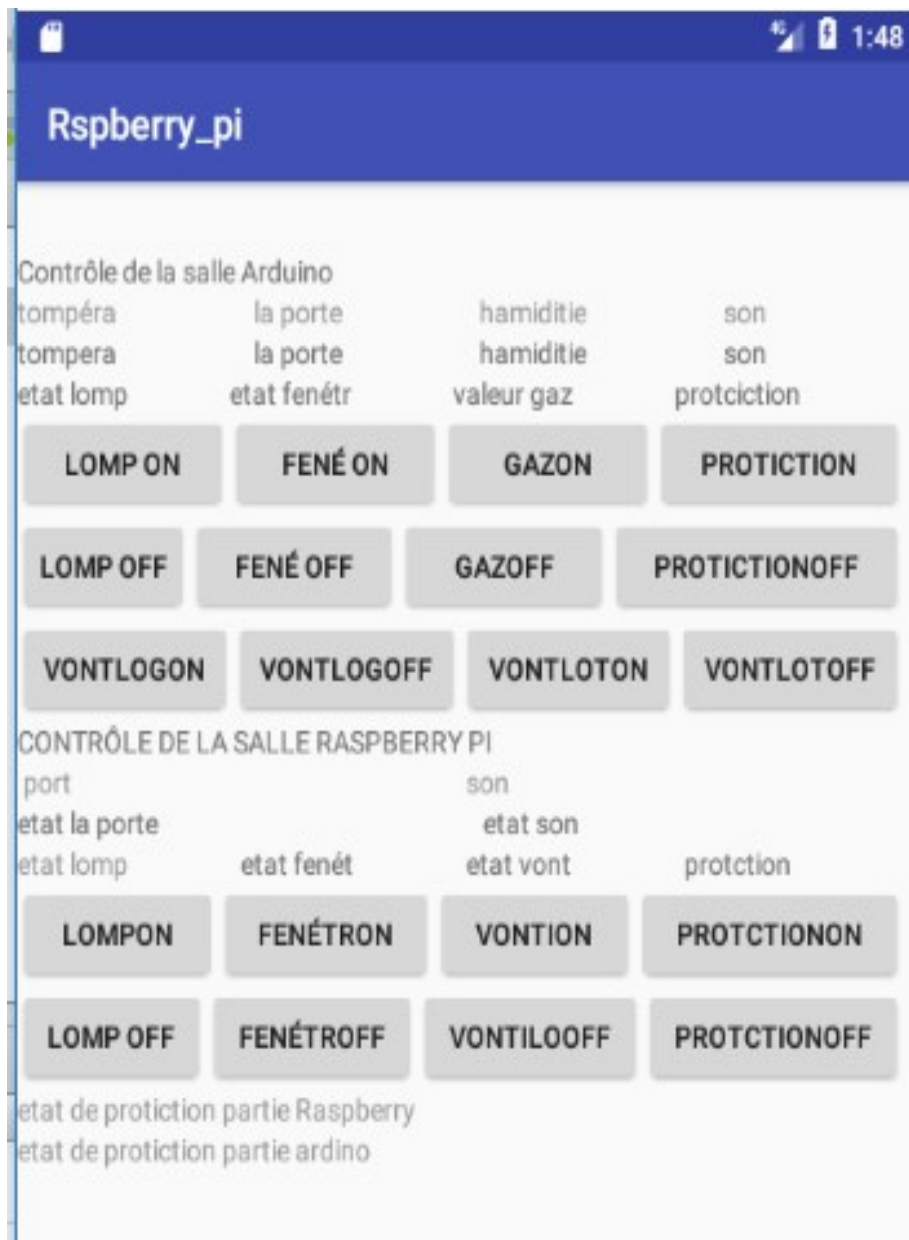 4G 1:48
Rspberry_pi
Contrôle de la salle Arduino
tompéra la porte hamiditie son
tompera la porte hamiditie son
etat lomp etat fenétr valeur gaz protciction
LOMP ON FENÉ ON GAZON PROTICTION
LOMP OFF FENÉ OFF GAZOFF PROTICTIONOFF
VONTLOGON VONTLOGOFF VONTLOTON VONTLOTOFF
CONTRÔLE DE LA SALLE RASPBERRY PI
port son
etat la porte etat son
etat lomp etat fenét etat vont protction
LOMPON FENÉTRON VONTION PROTCTIONON
LOMP OFF FENÉTROFF VONTILOOFF PROTCTIONOFF
etat de protiction partie Raspberry
etat de protiction partie ardino